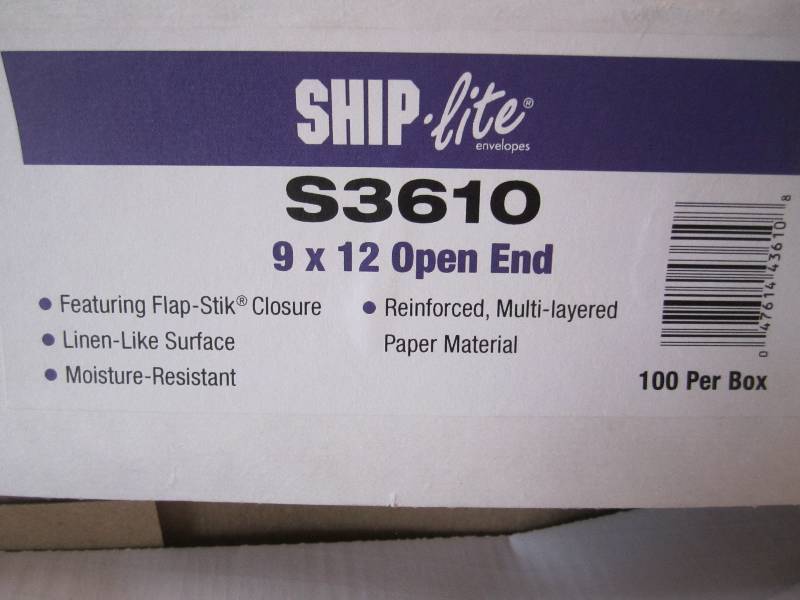 SHIP·lite®
envelopes
S3610
9 x 12 Open End
• Featuring Flap-Stik® Closure
• Linen-Like Surface
• Moisture-Resistant
• Reinforced, Multi-layered
Paper Material
0 47614 43610 8
100 Per Box